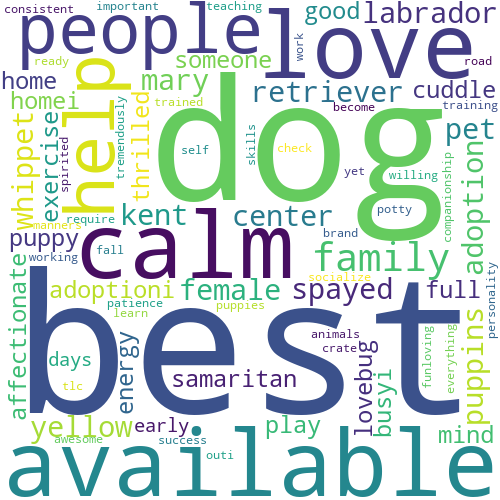 consistent important teaching
people love good labrador
someone work
ready road
home help mary retriever cuddle
homei thrilled trained dog become training
whippet exercise spirited tremendously self skills check pet
yet willing companionship adoption
require manners kent center potty
puppy working calm fall brand family
affectionate adoptioni female socialize spayed full personality
patience learn puppies
best
days energy animals crate lovebug busyi funloving everything puppins
tlc samaritan
yellow early play mind
awesome success outi
available